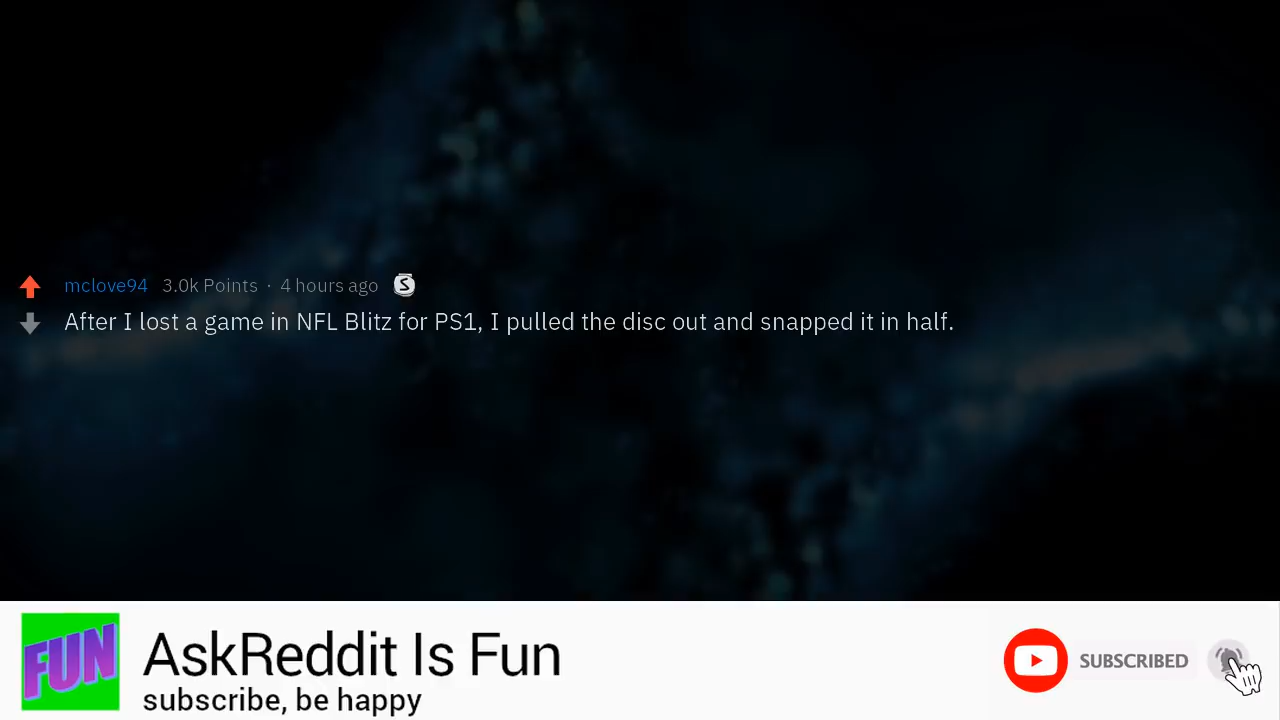 mclove94 3.0k Points · 4 hours ago S
After I lost a game in NFL Blitz for PS1, I pulled the disc out and snapped it in half.
FUN
AskReddit Is Fun
subscribe, be happy
SUBSCRIBED